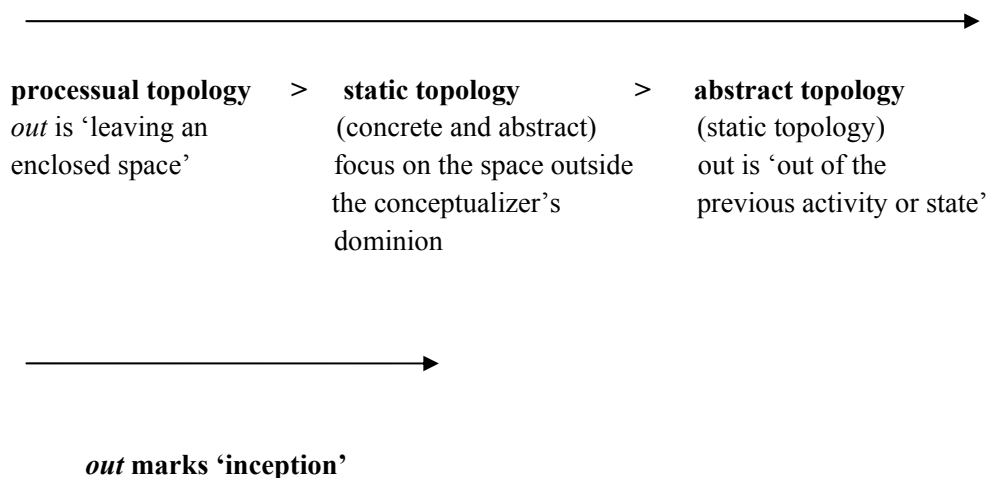 processual topology > static topology > abstract topology
out is ‘leaving an (concrete and abstract) (static topology)
enclosed space’ focus on the space outside out is ‘out of the
the conceptualizer’s previous activity or state’
dominion
out marks ‘inception’